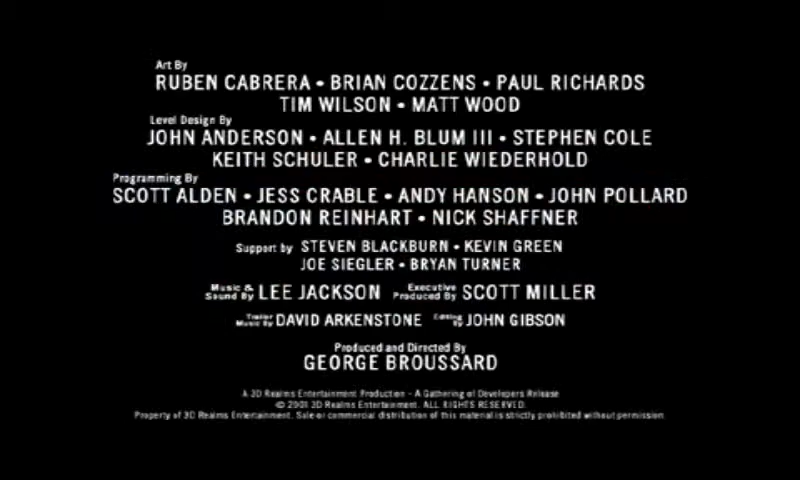 Art By
RUBEN CABRERA • BRIAN COZZENS • PAUL RICHARDS
TIM WILSON • MATT WOOD
Level Design By
JOHN ANDERSON • ALLEN H. BLUM III • STEPHEN COLE
KEITH SCHULER • CHARLIE WIEDERHOLD
Programming By
SCOTT ALDEN • JESS CRABLE • ANDY HANSON • JOHN POLLARD
BRANDON REINHART • NICK SHAFFNER
Support by STEVEN BLACKBURN • KEVIN GREEN
JOE SIEGLER • BRYAN TURNER
Music & Sound By LEE JACKSON Executive Produced By SCOTT MILLER
Trailer Music By DAVID ARKENSTONE Editing By JOHN GIBSON
Produced and Directed By
GEORGE BROUSSARD
A 3D Realms Entertainment Production - A Gathering of Developers Release
© 2001 3D Realms Entertainment. ALL RIGHTS RESERVED.
Property of 3D Realms Entertainment. Sale or commercial distribution of this material is strictly prohibited without permission.